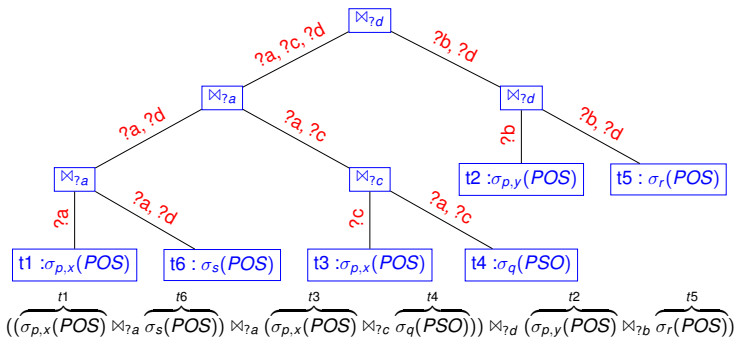 ⋈?d
?a, ?c, ?d
?b, ?d
⋈?a
⋈?d
?a, ?d
?a, ?c
?b
?b, ?d
⋈?a
⋈?c
t2 :σp,y(POS)
t5 : σr(POS)
?a
?a, ?d
?c
?a, ?c
t1 :σp,x(POS)
t6 : σs(POS)
t3 :σp,x(POS)
t4 :σq(PSO)
t1 t6 t3 t4 t2 t5
((σp,x(POS) ⋈?a σs(POS)) ⋈?a (σp,x(POS) ⋈?c σq(PSO))) ⋈?d (σp,y(POS) ⋈?b σr(POS))